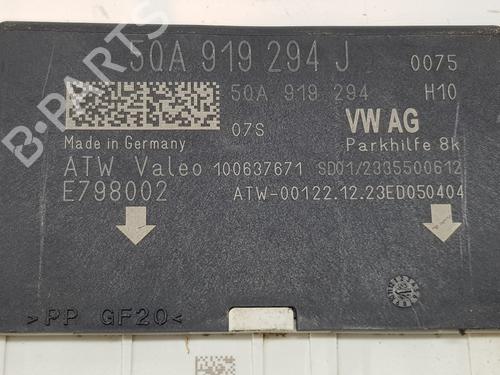 5QA 919 294 J 0075
5QA 919 294 H10
07S VW AG
Made in Germany Parkhilfe 8k
ATW Valeo 100637671 SD01/2335500612
E798002 ATW-00122.12.23ED050404
>PP GF20<
B-PARTS